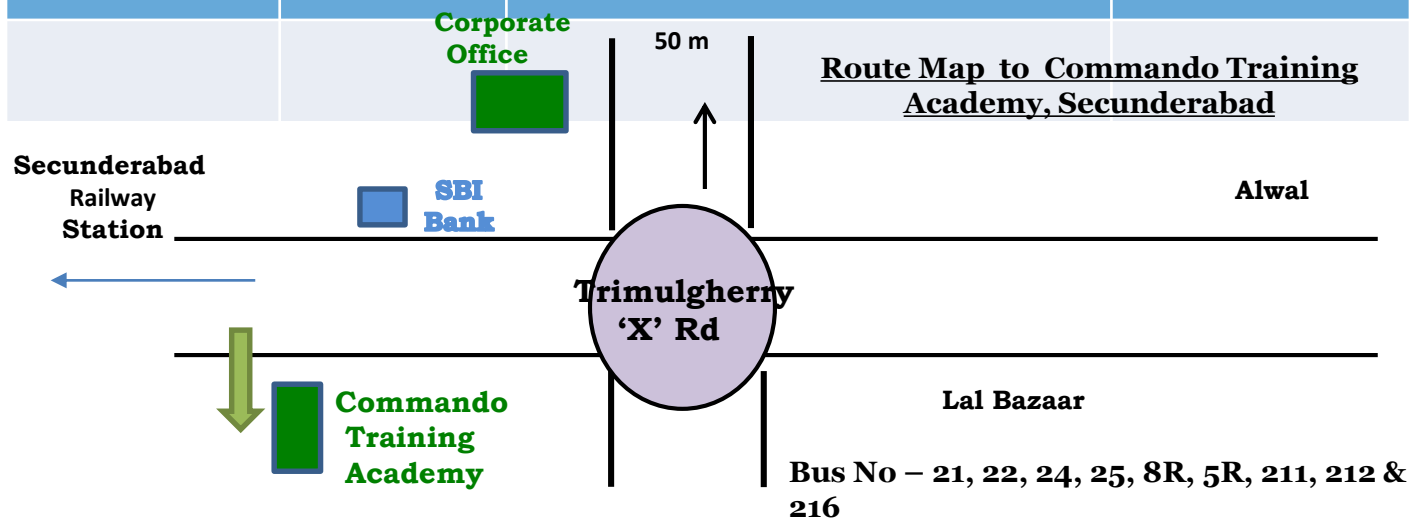 Corporate
Office
50 m
Route Map to Commando Training
Academy, Secunderabad
Secunderabad
Railway
Station
SBI
Bank
Alwal
Trimulgherry
‘X’ Rd
Commando
Training
Academy
Lal Bazaar
Bus No – 21, 22, 24, 25, 8R, 5R, 211, 212 &
216